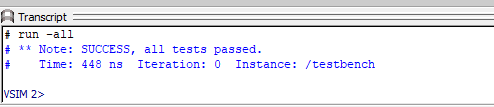 Transcript
# run -all
# ** Note: SUCCESS, all tests passed.
#    Time: 448 ns  Iteration: 0  Instance: /testbench
VSIM 2>